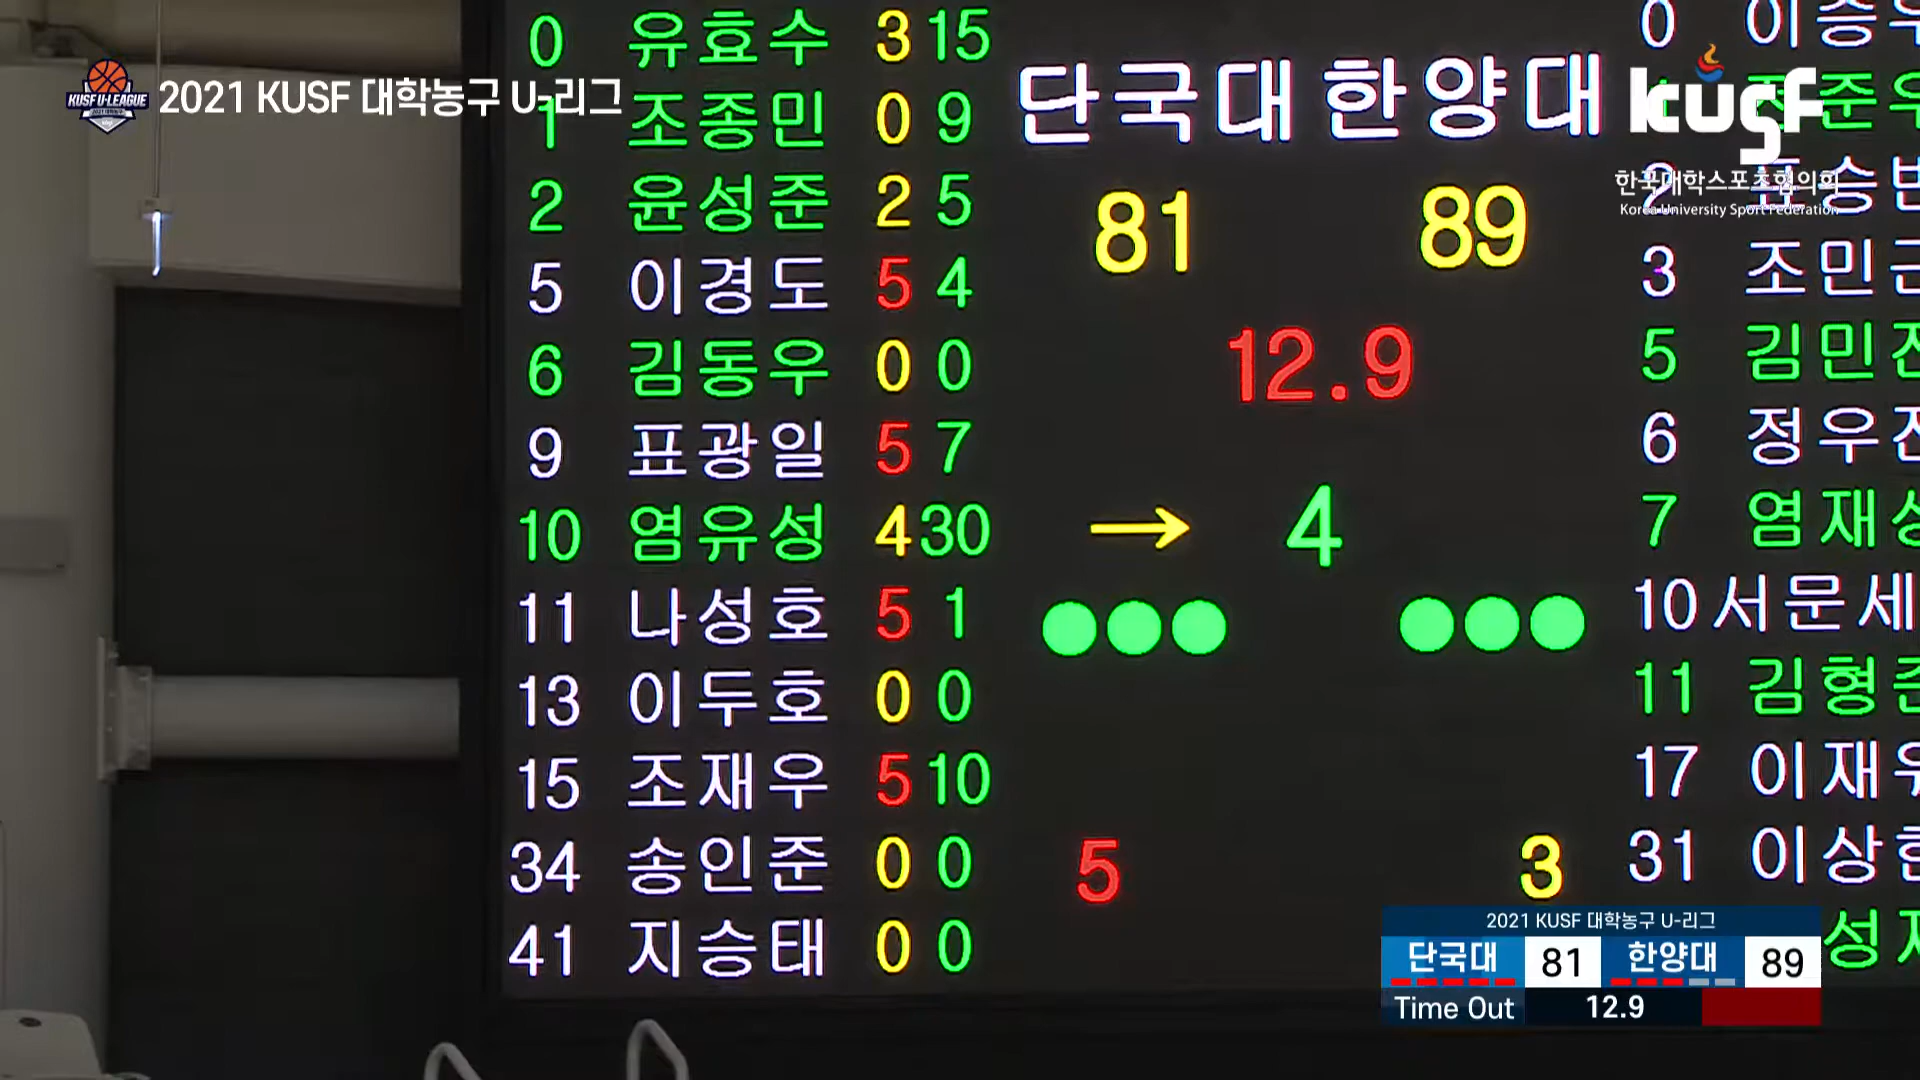 2021 KUSF 대학농구 U-리그
KUSF U-LEAGUE
0 유효수 3 15
1 조종민 0 9
2 윤성준 2 5
5 이경도 5 4
6 김동우 0 0
9 표광일 5 7
10 염유성 4 30
11 나성호 5 1
13 이두호 0 0
15 조재우 5 10
34 송인준 0 0
41 지승태 0 0
단국대 한양대
81 89
12.9
→ 4
5 3
kusf
한국대학스포츠협의회
Korea University Sport Federation
0 이승
2 표승
3 조민
5 김민
6 정우
7 염재
10 서문세
11 김형
17 이재
31 이상
2021 KUSF 대학농구 U-리그
단국대 81 한양대 89
Time Out 12.9